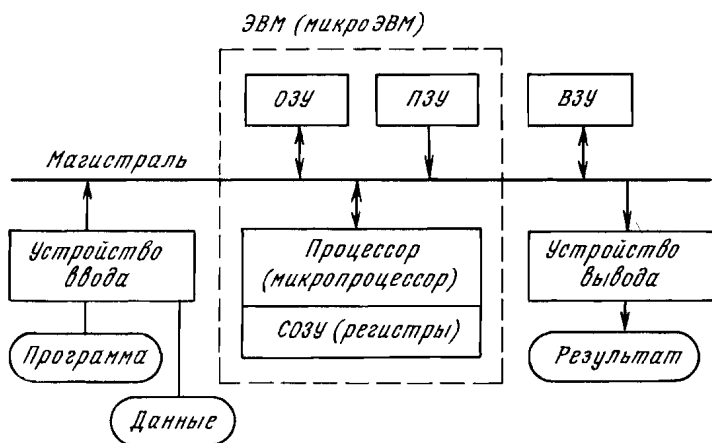 ЭВМ (микроЭВМ)
ОЗУ
ПЗУ
ВЗУ
Магистраль
Устройство
ввода
Процессор
(микропроцессор)
СОЗУ (регистры)
Устройство
вывода
Программа
Данные
Результат